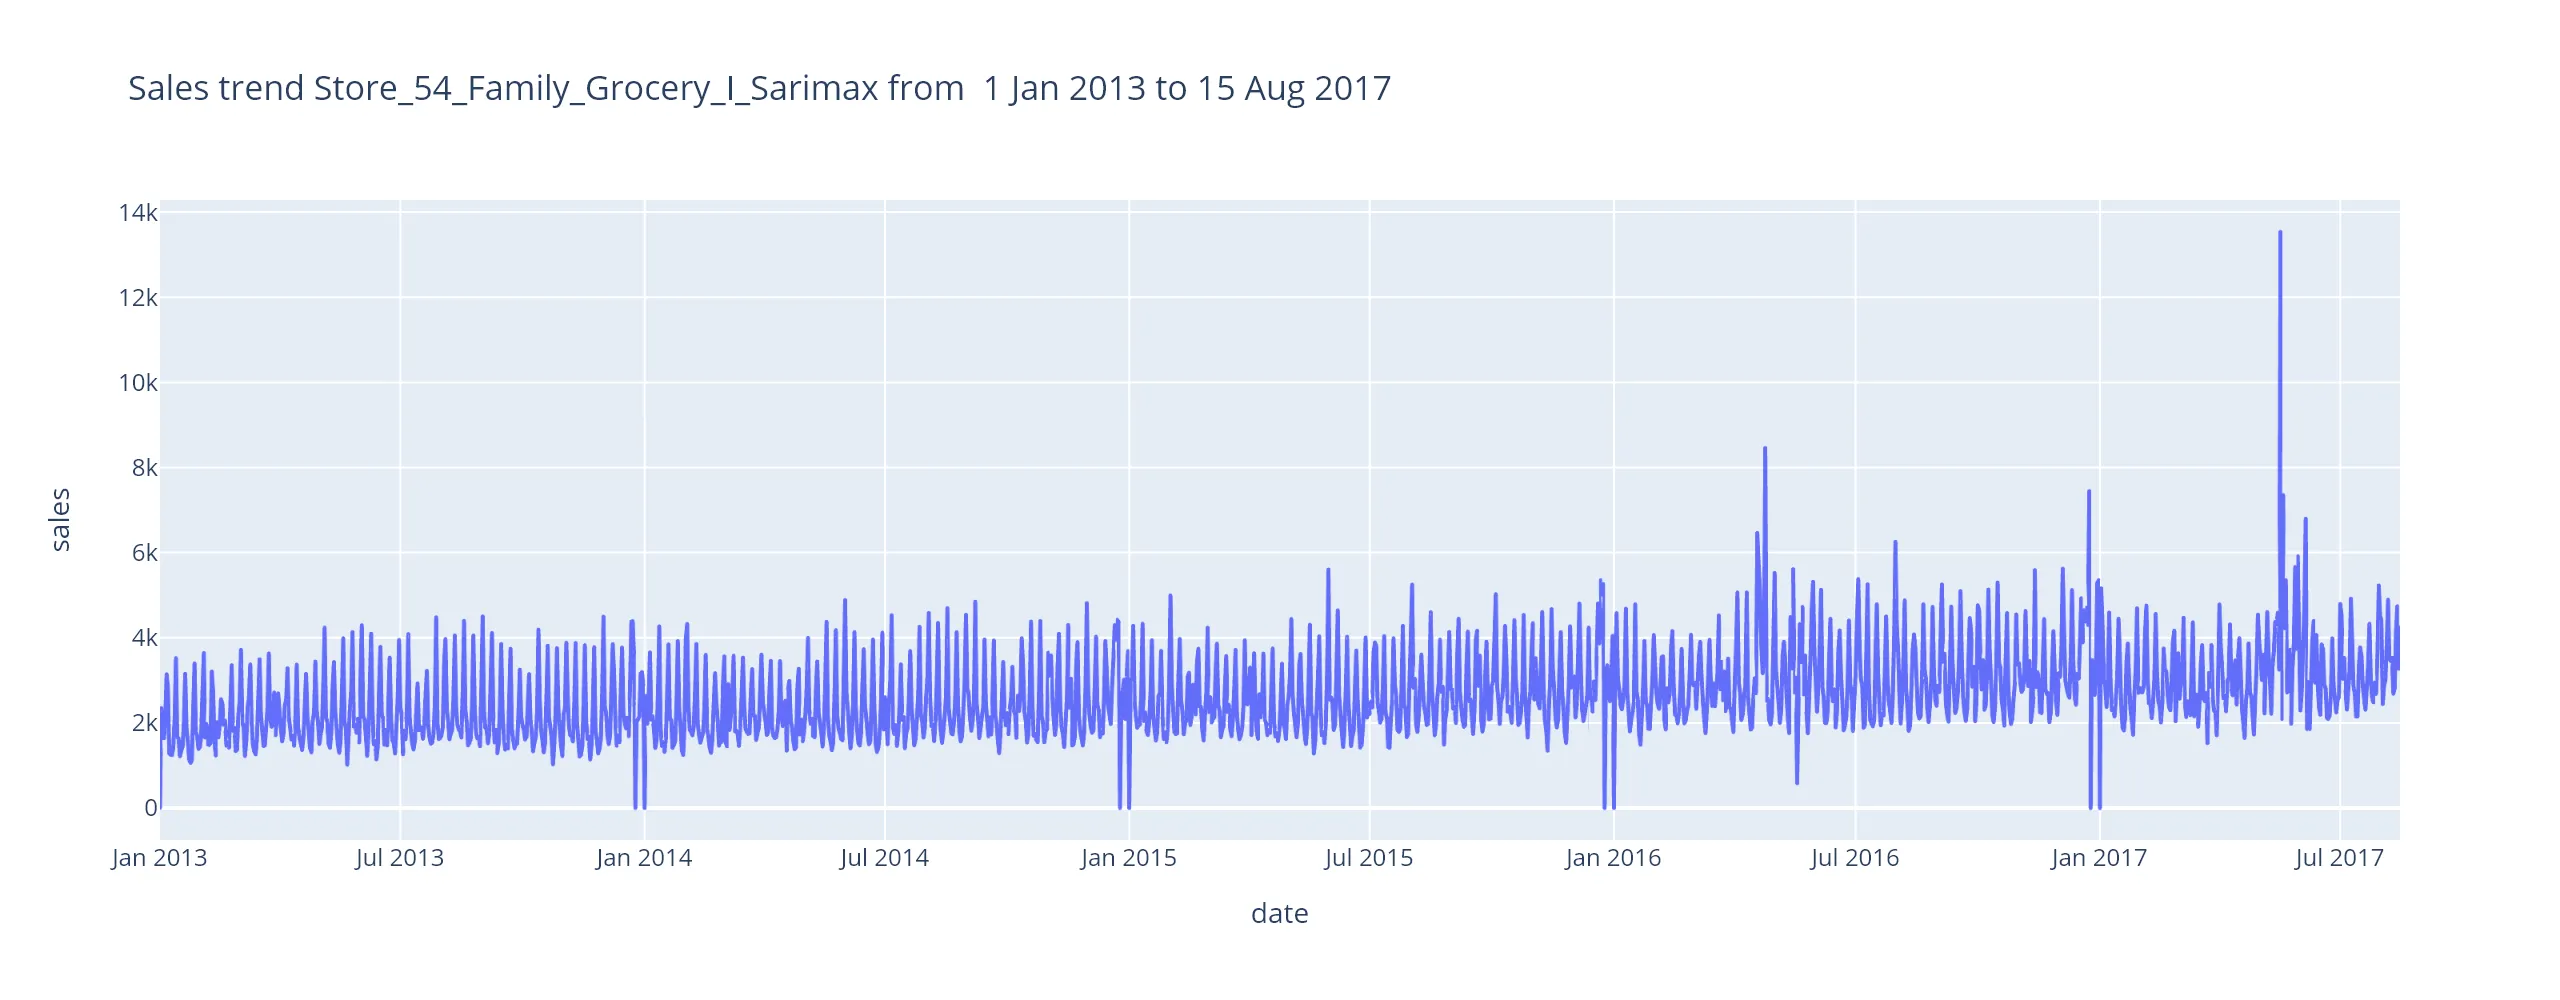 Sales trend Store_54_Family_Grocery_I_Sarimax from  1 Jan 2013 to 15 Aug 2017
14k
12k
10k
8k
6k
4k
2k
0
sales
Jan 2013 Jul 2013 Jan 2014 Jul 2014 Jan 2015 Jul 2015 Jan 2016 Jul 2016 Jan 2017 Jul 2017
date